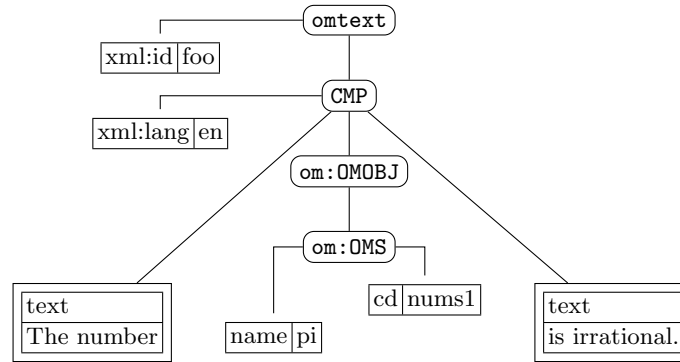 omtext
xml:id foo
CMP
xml:lang en
om:OMOBJ
om:OMS
text
The number
name pi
cd nums1
text
is irrational.